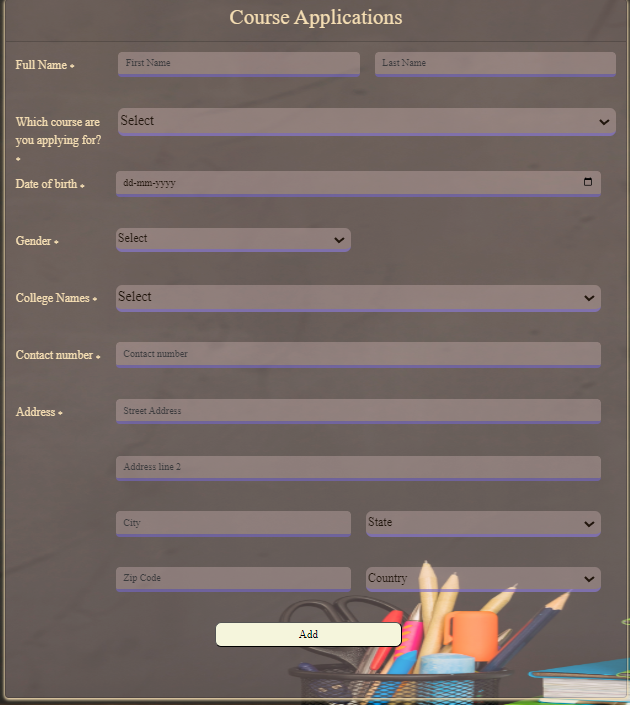 Course Applications
Full Name *
First Name
Last Name
Which course are
you applying for?
*
Select
Date of birth *
dd-mm-yyyy
Gender *
Select
College Names *
Select
Contact number *
Contact number
Address *
Street Address
Address line 2
City
State
Zip Code
Country
Add